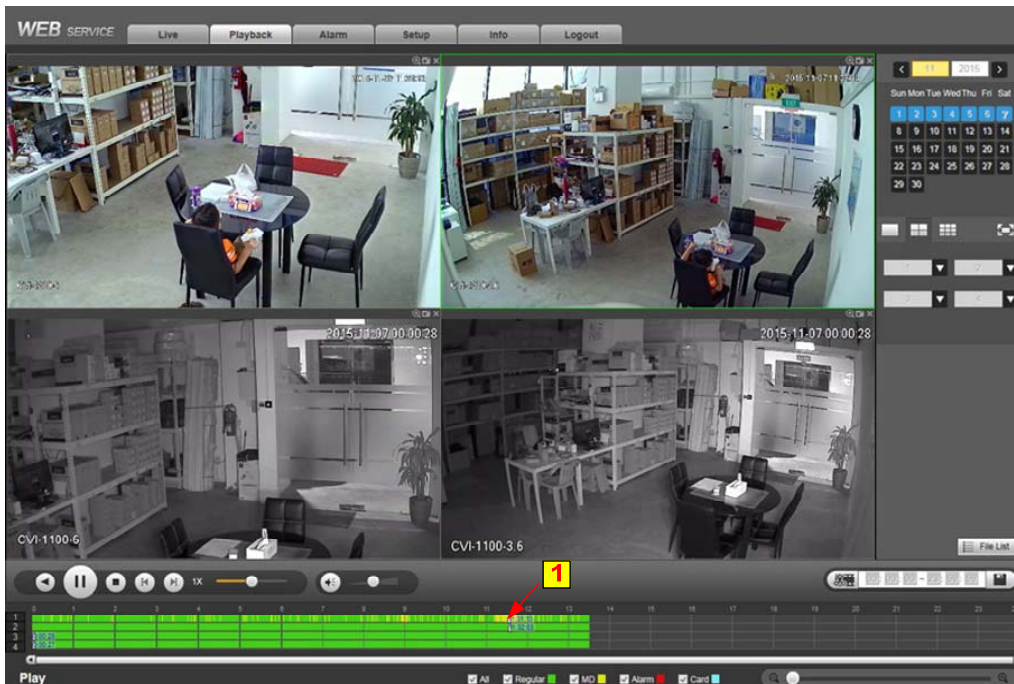 WEB SERVICE
Live Playback Alarm Setup Info Logout
EXIT
11 2015
Sun Mon Tue Wed Thu Fri Sat
1 2 3 4 5 6 7
8 9 10 11 12 13 14
15 16 17 18 19 20 21
22 23 24 25 26 27 28
29 30
1 2
3 4
2015-11-07 00:00:28
2015-11-07 00:00:28
CVI-1100-6
CVI-1100-3.6
File List
1X
1
0 1 2 3 4 5 6 7 8 9 10 11 12 13 14 15 16 17 18 19 20 21 22 23
1
2
3
4
Play
All Regular MD Alarm Card